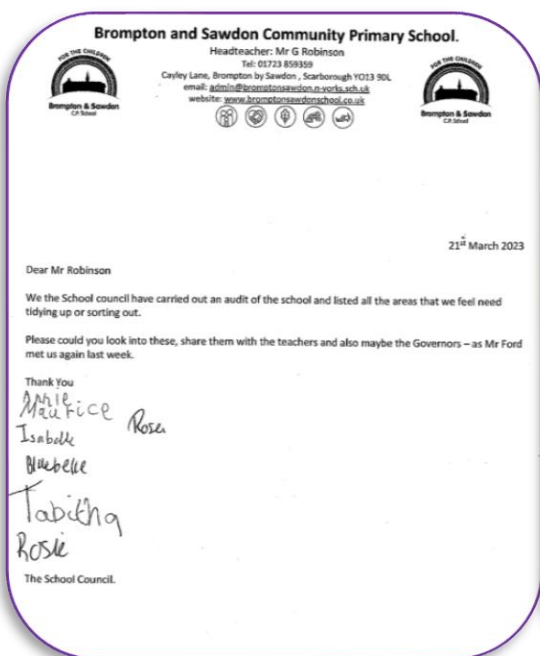 Brompton and Sawdon Community Primary School.
Headteacher: Mr G Robinson
Tel: 01723 859359
Cayley Lane, Brompton by Sawdon , Scarborough YO13 9DL
email: admin@bromptonsawdon.n-yorks.sch.uk
website: www.bromptonsawdonschool.co.uk
FOR THE CHILDREN
Brompton & Sawdon
C.P. School
FOR THE CHILDREN
Brompton & Sawdon
C.P. School
21st March 2023
Dear Mr Robinson
We the School council have carried out an audit of the school and listed all the areas that we feel need
tidying up or sorting out.
Please could you look into these, share them with the teachers and also maybe the Governors – as Mr Ford
met us again last week.
Thank You
Annie
Maurice
Rose
Isabelle
Bluebelle
Tabitha
Rosie
The School Council.